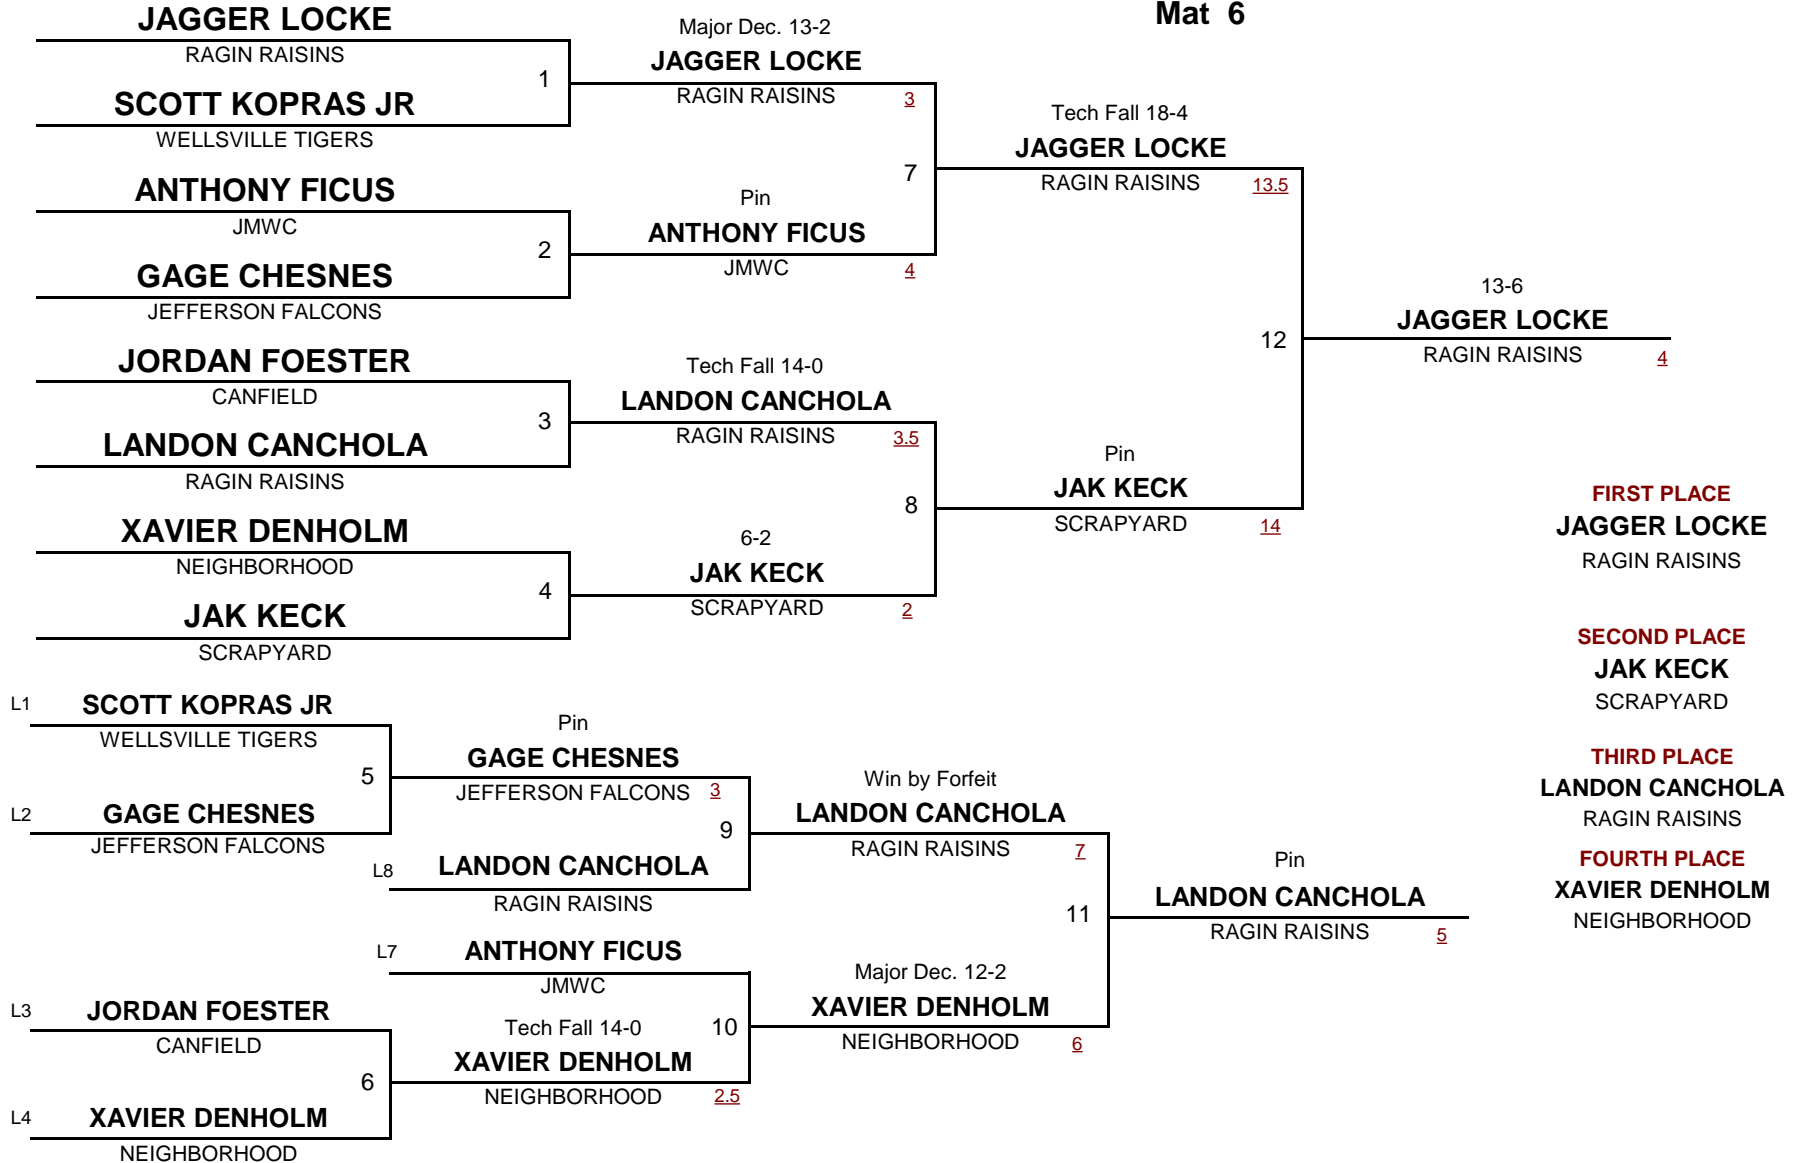 Mat 6
JAGGER LOCKE
RAGIN RAISINS
1
SCOTT KOPRAS JR
WELLSVILLE TIGERS
ANTHONY FICUS
JMWC
2
GAGE CHESNES
JEFFERSON FALCONS
JORDAN FOESTER
CANFIELD
3
LANDON CANCHOLA
RAGIN RAISINS
XAVIER DENHOLM
NEIGHBORHOOD
4
JAK KECK
SCRAPYARD
Major Dec. 13-2
JAGGER LOCKE
RAGIN RAISINS 3
7
Pin
ANTHONY FICUS
JMWC 4
Tech Fall 14-0
LANDON CANCHOLA
RAGIN RAISINS 3.5
8
6-2
JAK KECK
SCRAPYARD 2
Tech Fall 18-4
JAGGER LOCKE
RAGIN RAISINS 13.5
12
Pin
JAK KECK
SCRAPYARD 14
13-6
JAGGER LOCKE
RAGIN RAISINS 4
FIRST PLACE
JAGGER LOCKE
RAGIN RAISINS
SECOND PLACE
JAK KECK
SCRAPYARD
THIRD PLACE
LANDON CANCHOLA
RAGIN RAISINS
FOURTH PLACE
XAVIER DENHOLM
NEIGHBORHOOD
L1 SCOTT KOPRAS JR
WELLSVILLE TIGERS
5
L2 GAGE CHESNES
JEFFERSON FALCONS
Pin
GAGE CHESNES
JEFFERSON FALCONS 3
9
L8 LANDON CANCHOLA
RAGIN RAISINS
L7 ANTHONY FICUS
JMWC
L3 JORDAN FOESTER
CANFIELD
6
L4 XAVIER DENHOLM
NEIGHBORHOOD
Tech Fall 14-0 10
XAVIER DENHOLM
NEIGHBORHOOD 2.5
Win by Forfeit
LANDON CANCHOLA
RAGIN RAISINS 7
11
Major Dec. 12-2
XAVIER DENHOLM
NEIGHBORHOOD 6
Pin
LANDON CANCHOLA
RAGIN RAISINS 5